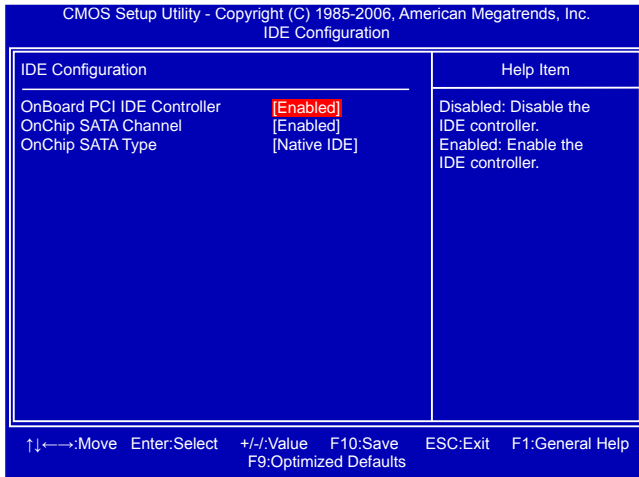 CMOS Setup Utility - Copyright (C) 1985-2006, American Megatrends, Inc.
IDE Configuration
IDE Configuration
Help Item
OnBoard PCI IDE Controller [Enabled]
OnChip SATA Channel [Enabled]
OnChip SATA Type [Native IDE]
Disabled: Disable the
IDE controller.
Enabled: Enable the
IDE controller.
↑↓←→:Move Enter:Select +/-/:Value F10:Save ESC:Exit F1:General Help
F9:Optimized Defaults